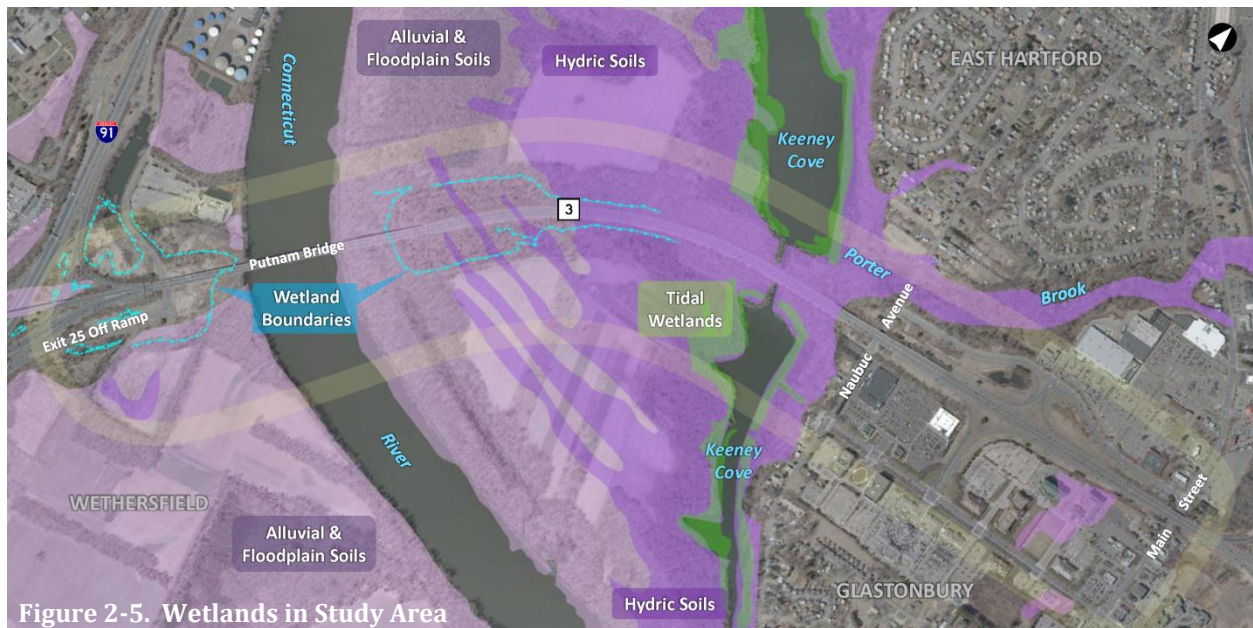 Alluvial &
Floodplain Soils
Hydric Soils
EAST HARTFORD
Connecticut
91
Keeney
Cove
3
Putnam Bridge
Porter
Brook
Wetland
Boundaries
Tidal
Wetlands
Exit 25 Off Ramp
Avenue
Naubuc
River
Keeney
Cove
WETHERSFIELD
Alluvial &
Floodplain Soils
Street
Main
GLASTONBURY
Hydric Soils
Figure 2-5. Wetlands in Study Area